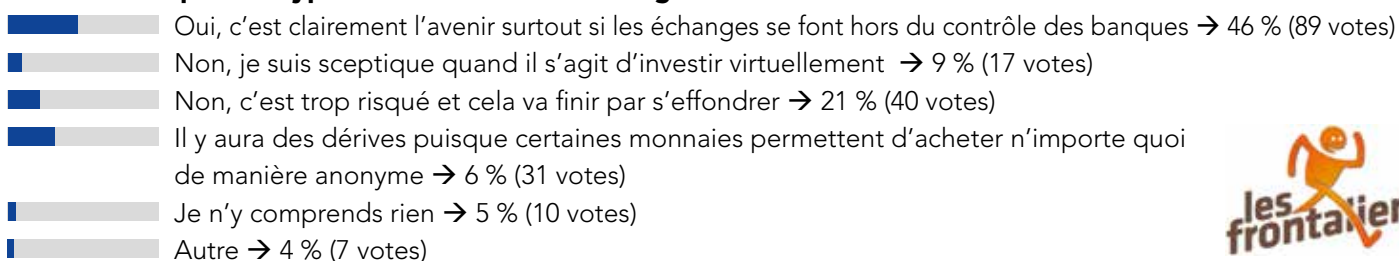 Oui, c’est clairement l’avenir surtout si les échanges se font hors du contrôle des banques → 46 % (89 votes)
Non, je suis sceptique quand il s’agit d’investir virtuellement → 9 % (17 votes)
Non, c’est trop risqué et cela va finir par s’effondrer → 21 % (40 votes)
Il y aura des dérives puisque certaines monnaies permettent d’acheter n’importe quoi
de manière anonyme → 6 % (31 votes)
Je n’y comprends rien → 5 % (10 votes)
Autre → 4 % (7 votes)
les